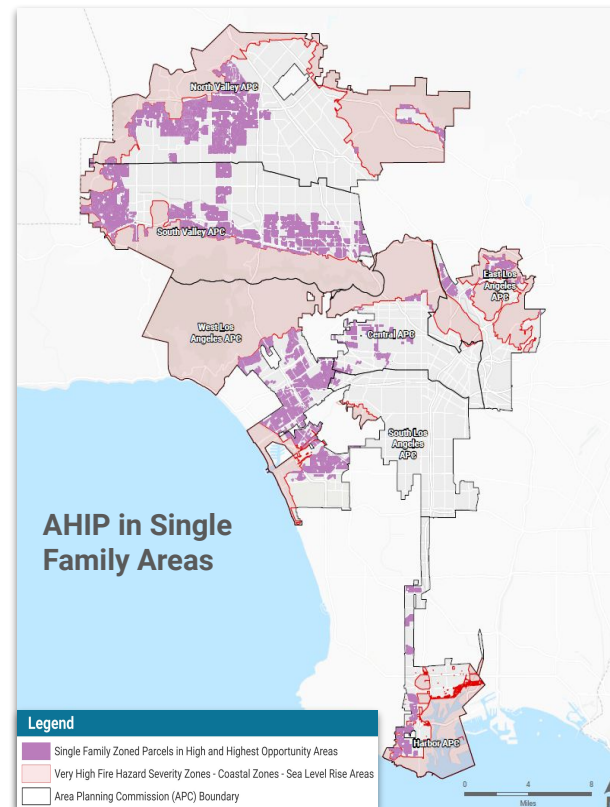 North Valley APC
South Valley APC
East Los
Angeles
APC
West Los
Angeles APC
Central APC
South Los
Angeles
APC
AHIP in Single
Family Areas
Harbor APC
Legend
Single Family Zoned Parcels in High and Highest Opportunity Areas
Very High Fire Hazard Severity Zones - Coastal Zones - Sea Level Rise Areas
Area Planning Commission (APC) Boundary
0 4 8
Miles